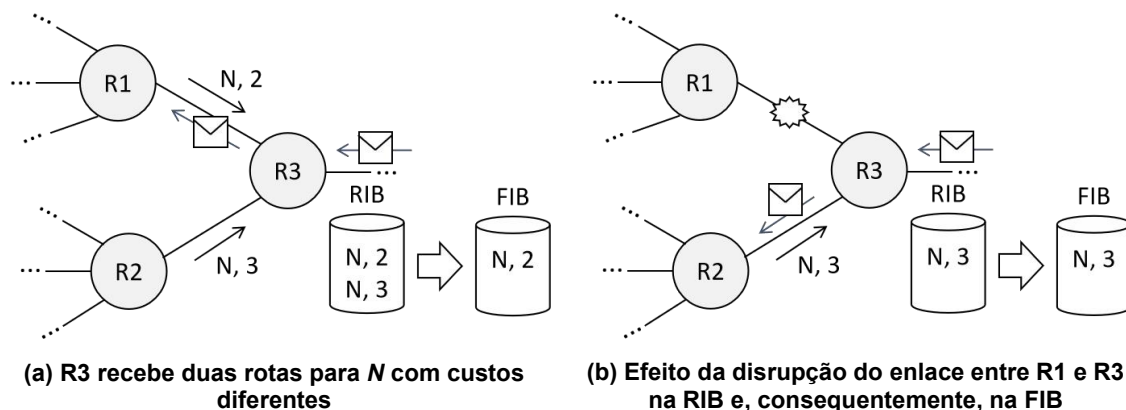 R1
N, 2
R3
RIB
FIB
R2
N, 3
N, 2
N, 3
N, 2
(a) R3 recebe duas rotas para N com custos
diferentes
R1
R3
RIB
FIB
R2
N, 3
N, 3
N, 3
(b) Efeito da disrupção do enlace entre R1 e R3
na RIB e, consequentemente, na FIB